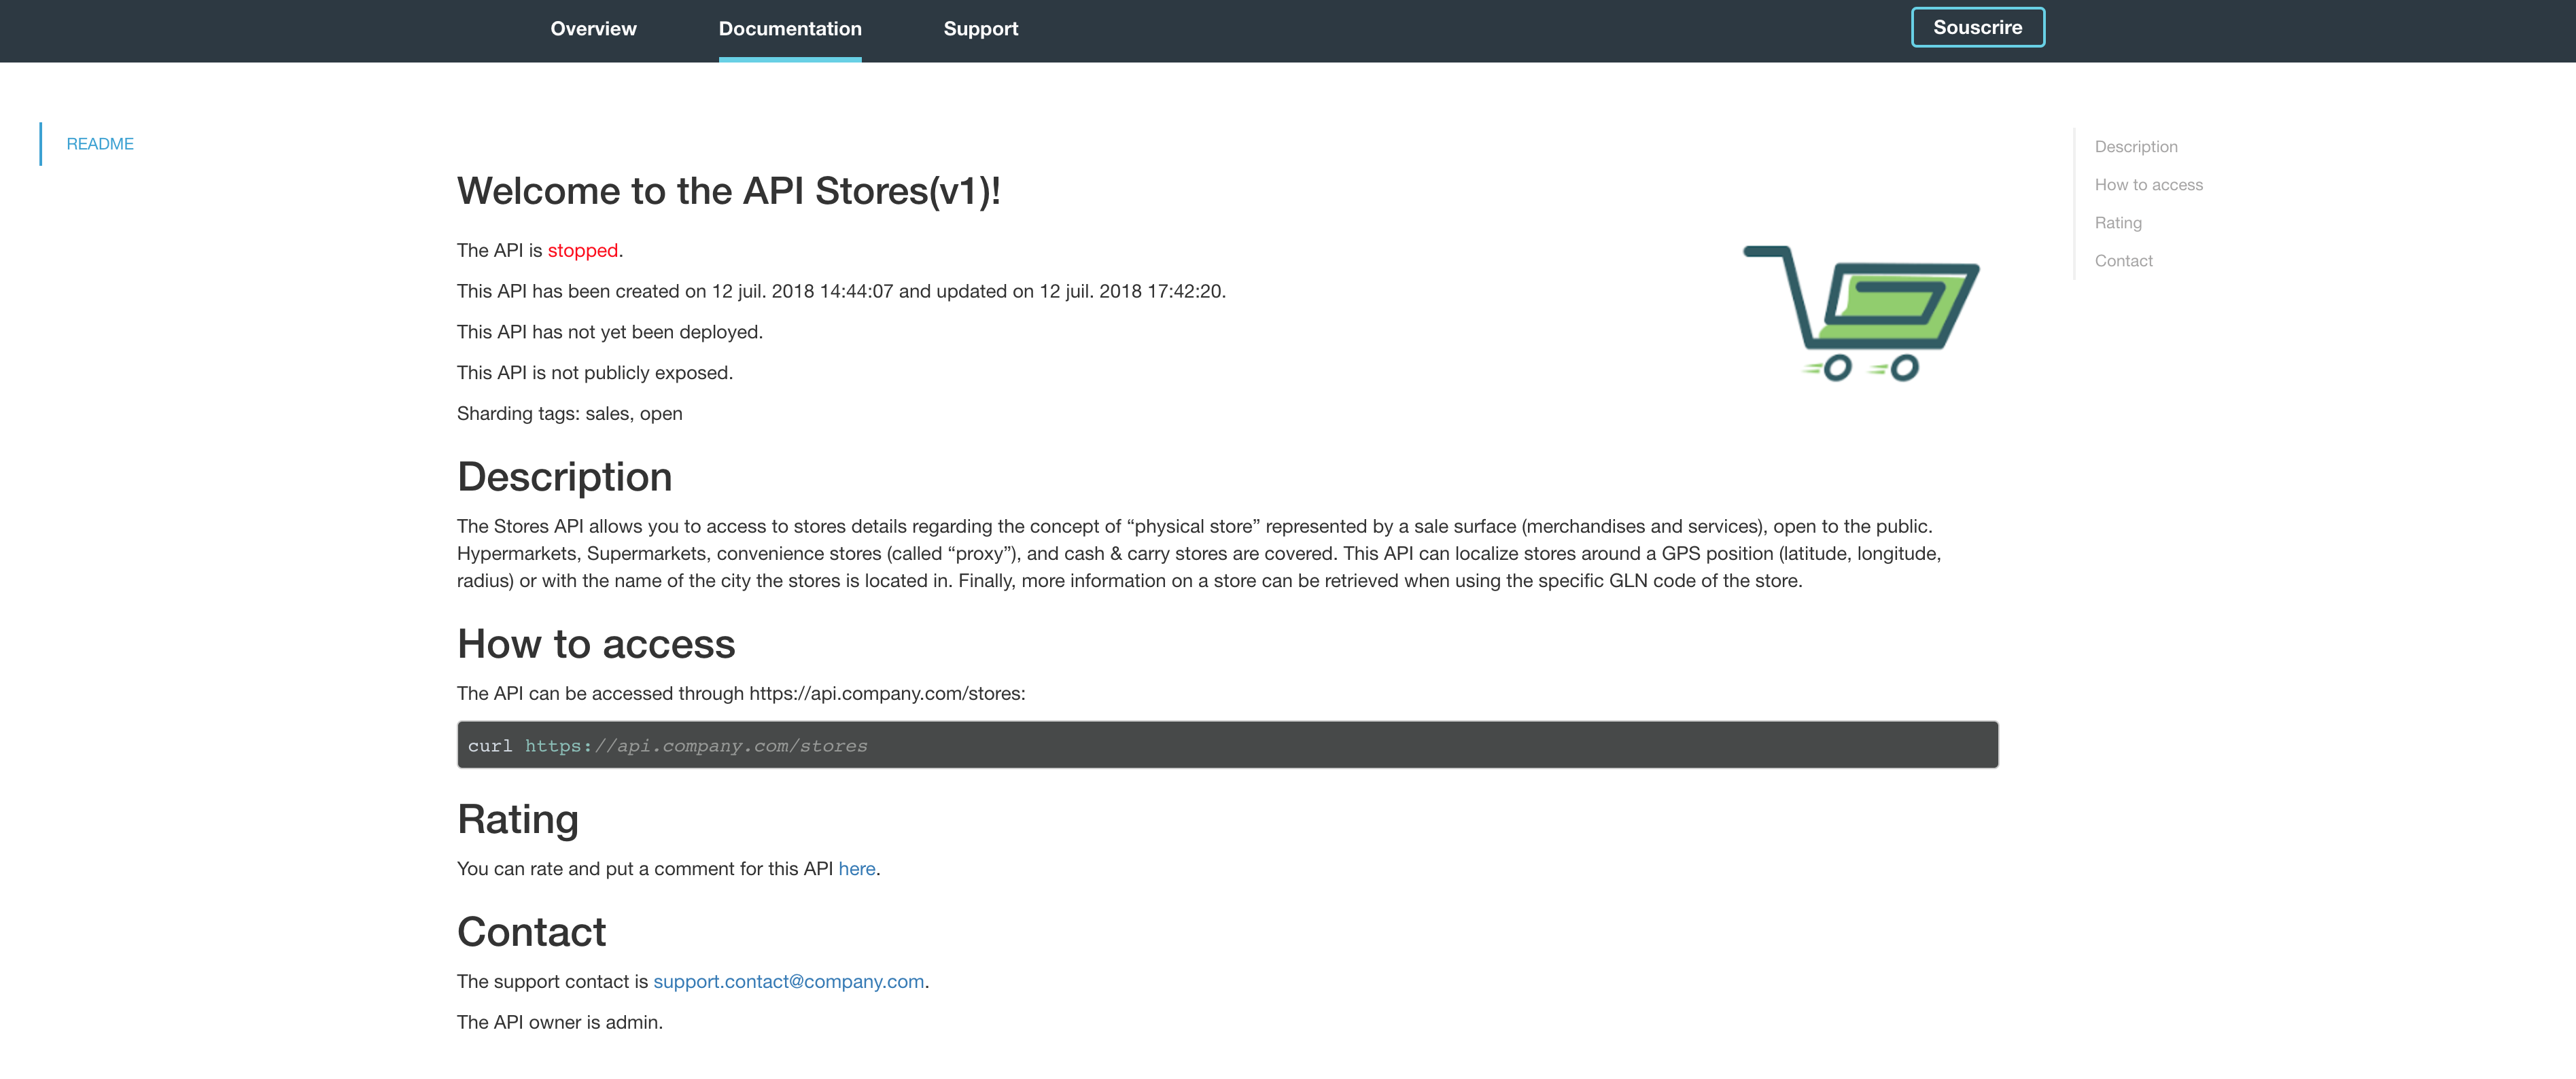 Overview
Documentation
Support
Souscrire
README
Welcome to the API Stores(v1)!
The API is stopped.
This API has been created on 12 juil. 2018 14:44:07 and updated on 12 juil. 2018 17:42:20.
This API has not yet been deployed.
This API is not publicly exposed.
Sharding tags: sales, open
Description
The Stores API allows you to access to stores details regarding the concept of “physical store” represented by a sale surface (merchandises and services), open to the public.
Hypermarkets, Supermarkets, convenience stores (called “proxy”), and cash & carry stores are covered. This API can localize stores around a GPS position (latitude, longitude,
radius) or with the name of the city the stores is located in. Finally, more information on a store can be retrieved when using the specific GLN code of the store.
How to access
The API can be accessed through https://api.company.com/stores:
curl https://api.company.com/stores
Rating
You can rate and put a comment for this API here.
Contact
The support contact is support.contact@company.com.
The API owner is admin.
Description
How to access
Rating
Contact